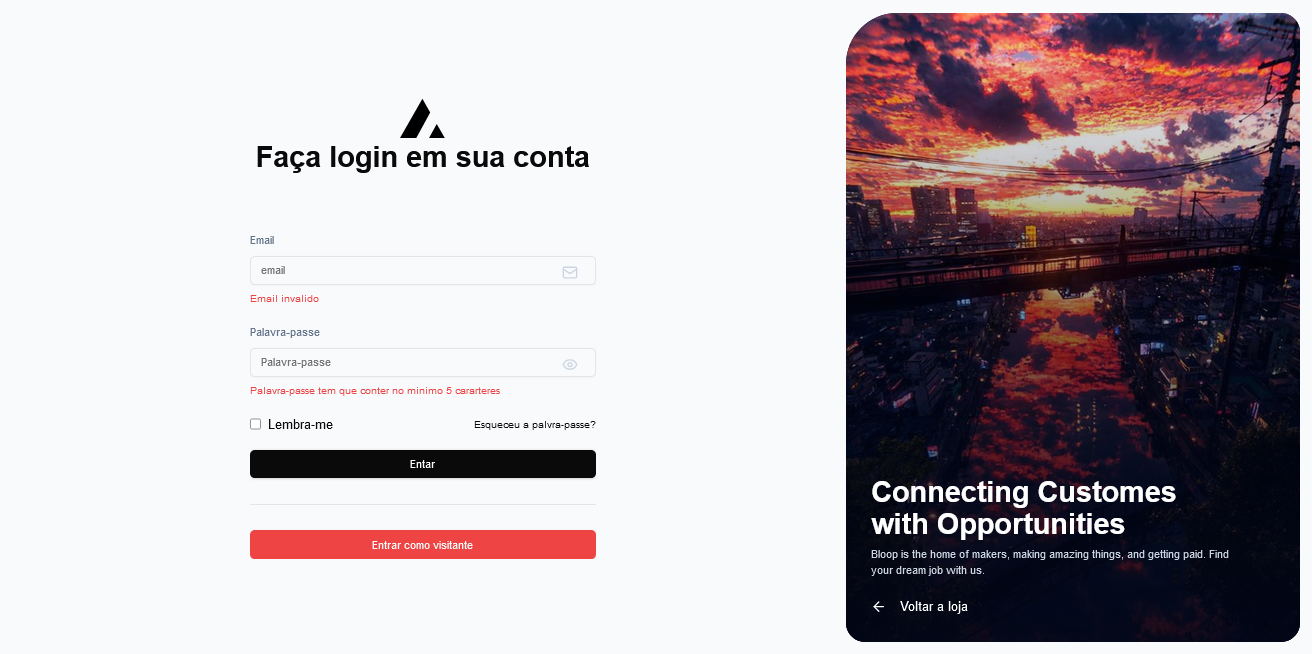 Faça login em sua conta
Email
email
Email invalido
Palavra-passe
Palavra-passe
Palavra-passe tem que conter no minimo 5 cararteres
Lembra-me
Esqueceu a palvra-passe?
Entar
Entrar como visitante
Connecting Customes
with Opportunities
Bloop is the home of makers, making amazing things, and getting paid. Find
your dream job with us.
Voltar a loja